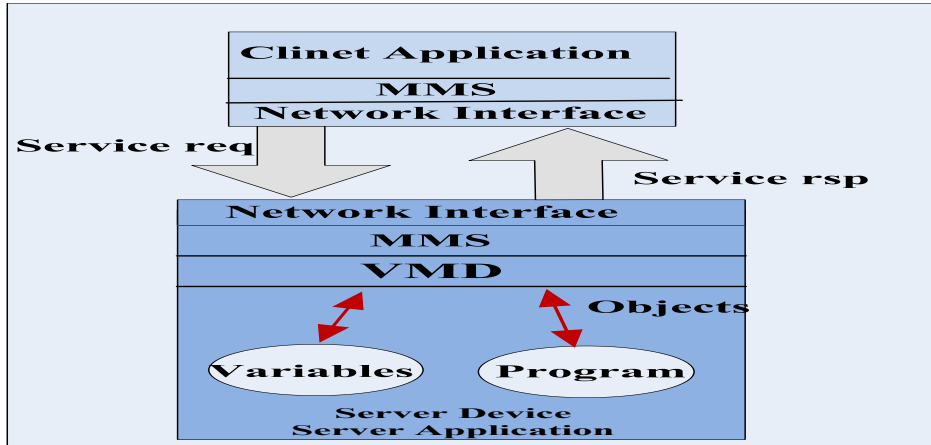 Clinet Application
MMS
Network Interface
Service req
Service rsp
Network Interface
MMS
VMD
Objects
Variables
Program
Server Device
Server Application